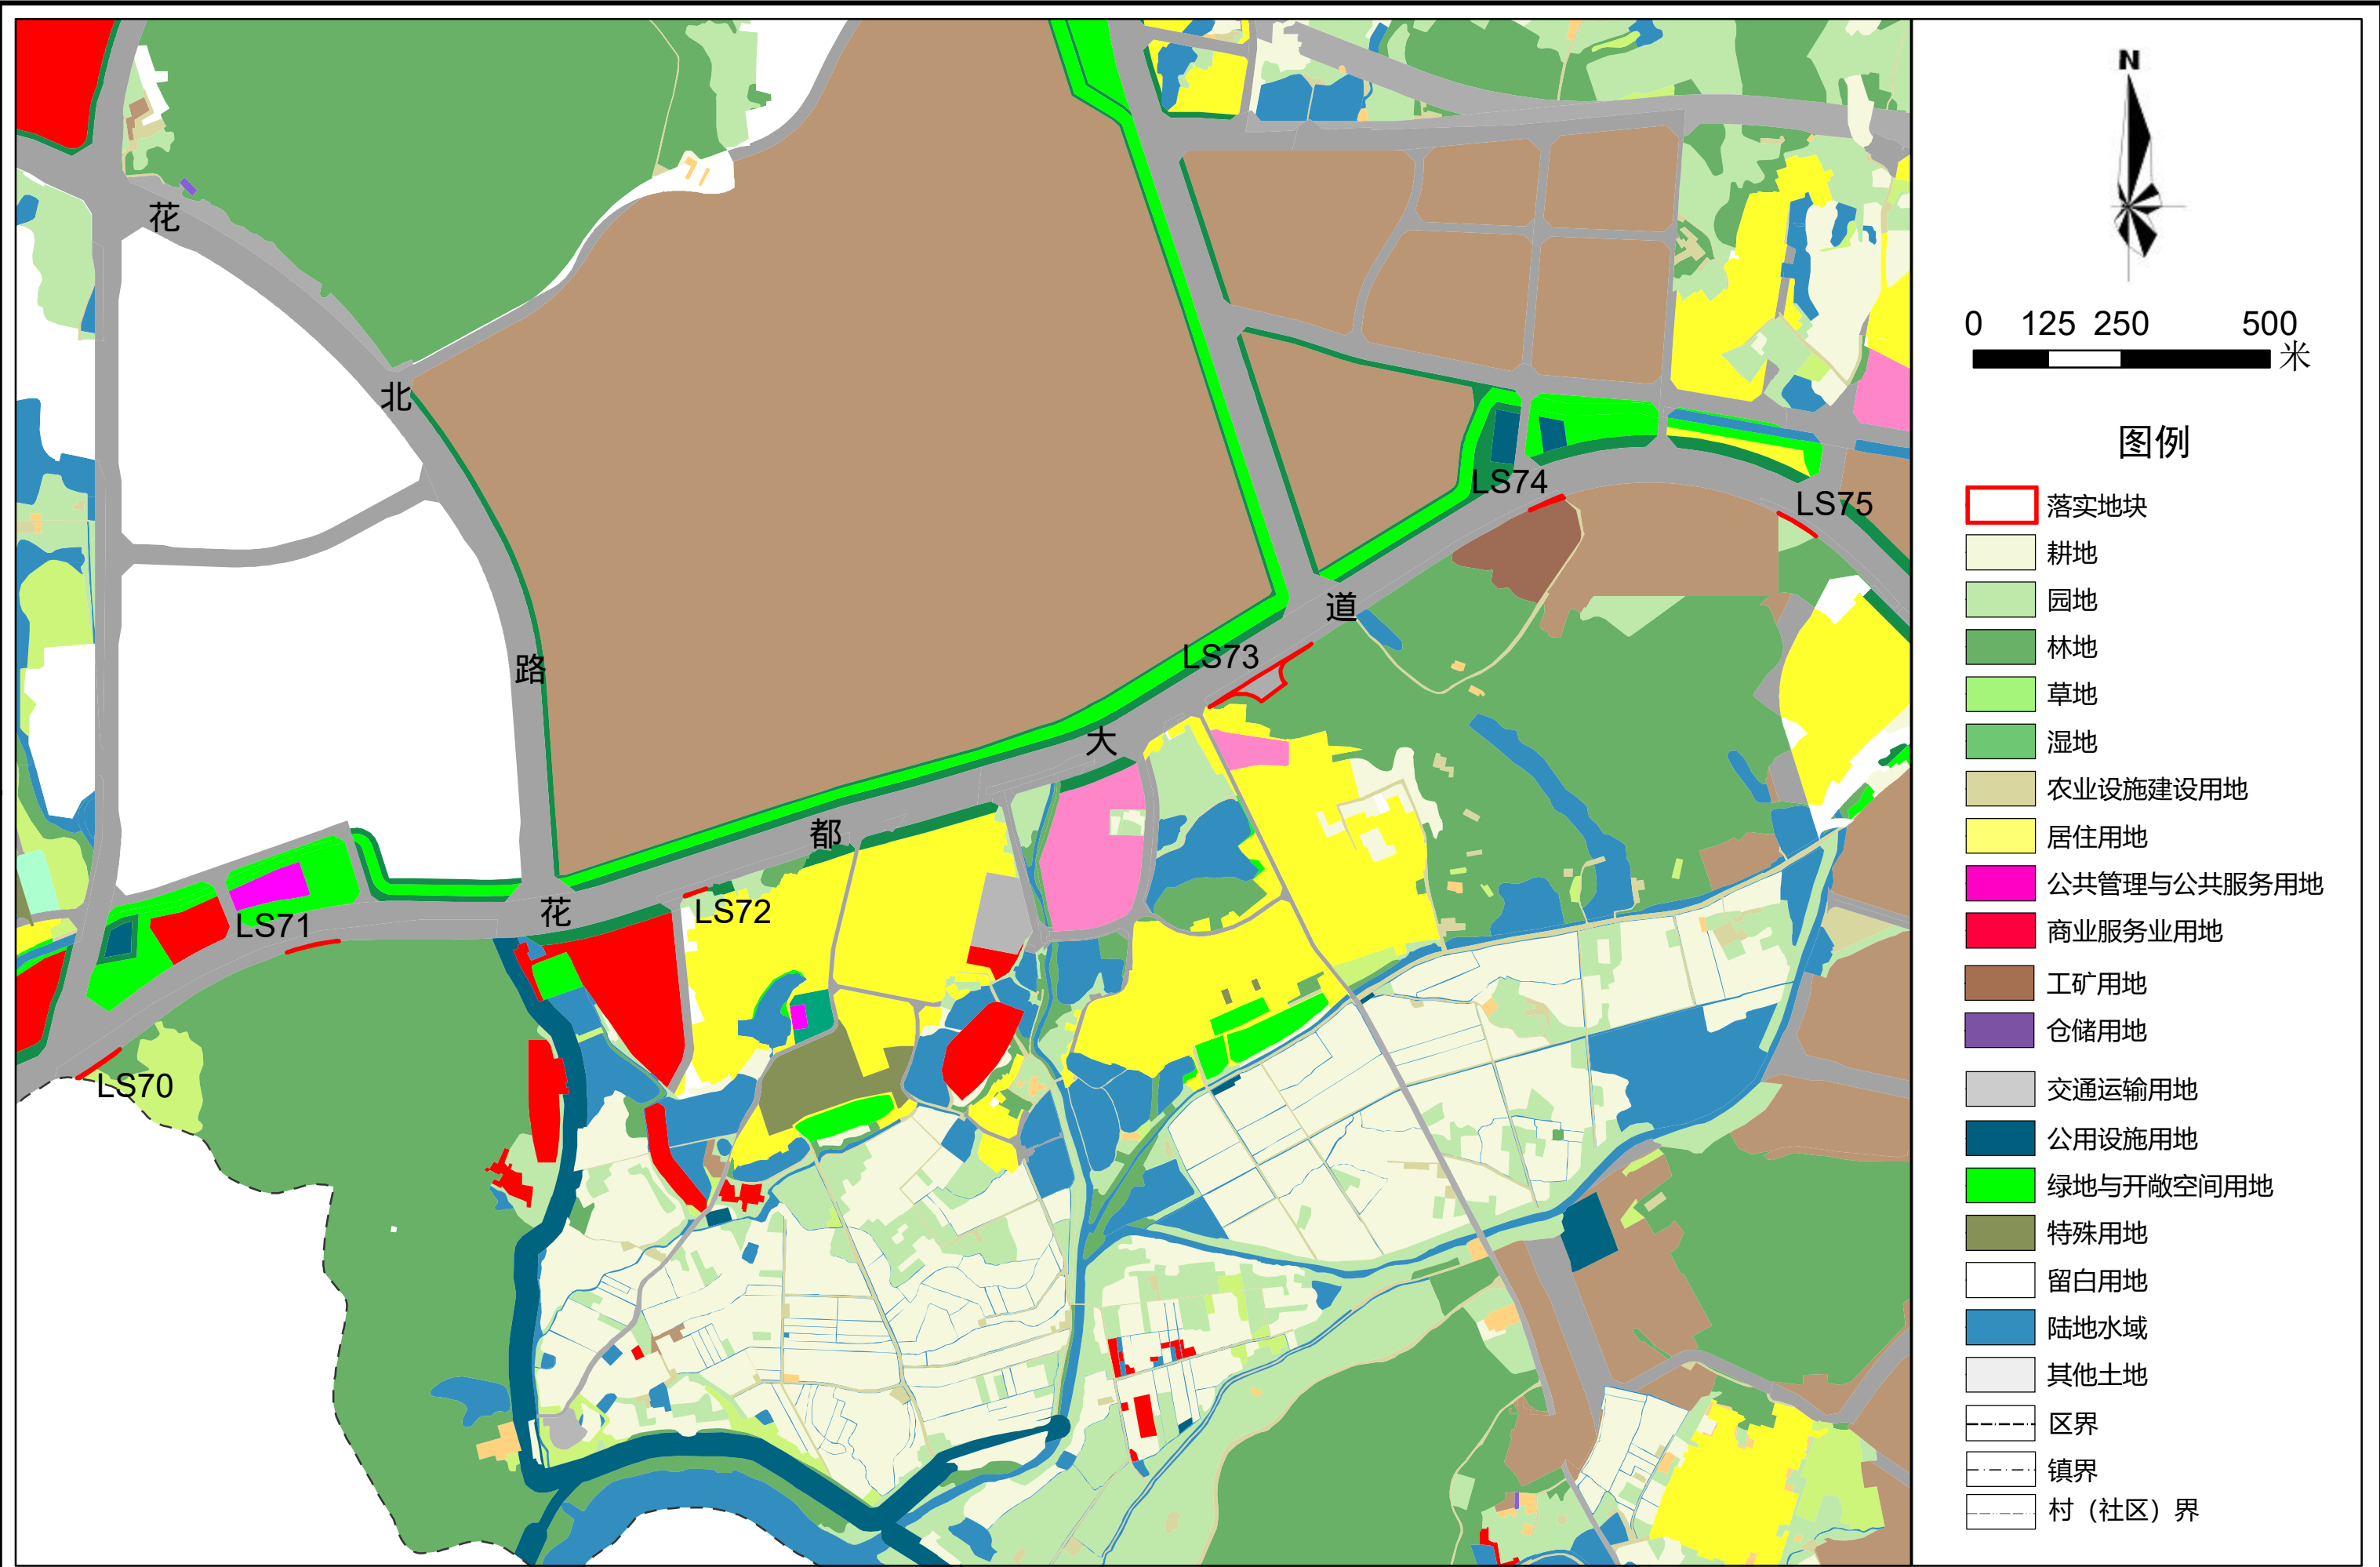 花
北
路
花
都
大
道
LS70
LS71
LS72
LS73
LS74
LS75
N
0 125 250 500
米
图例
落实地块
耕地
园地
林地
草地
湿地
农业设施建设用地
居住用地
公共管理与公共服务用地
商业服务业用地
工矿用地
仓储用地
交通运输用地
公用设施用地
绿地与开敞空间用地
特殊用地
留白用地
陆地水域
其他土地
区界
镇界
村（社区）界